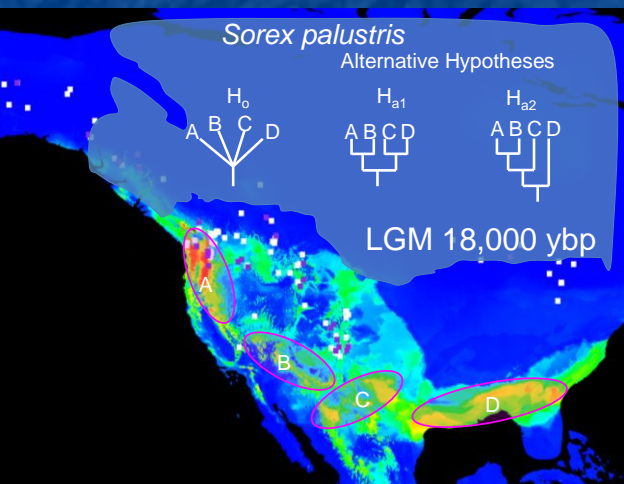 Sorex palustris
Alternative Hypotheses
Ho
Ha1
Ha2
A B C D
A B C D
A B C D
LGM 18,000 ybp
A
B
C
D